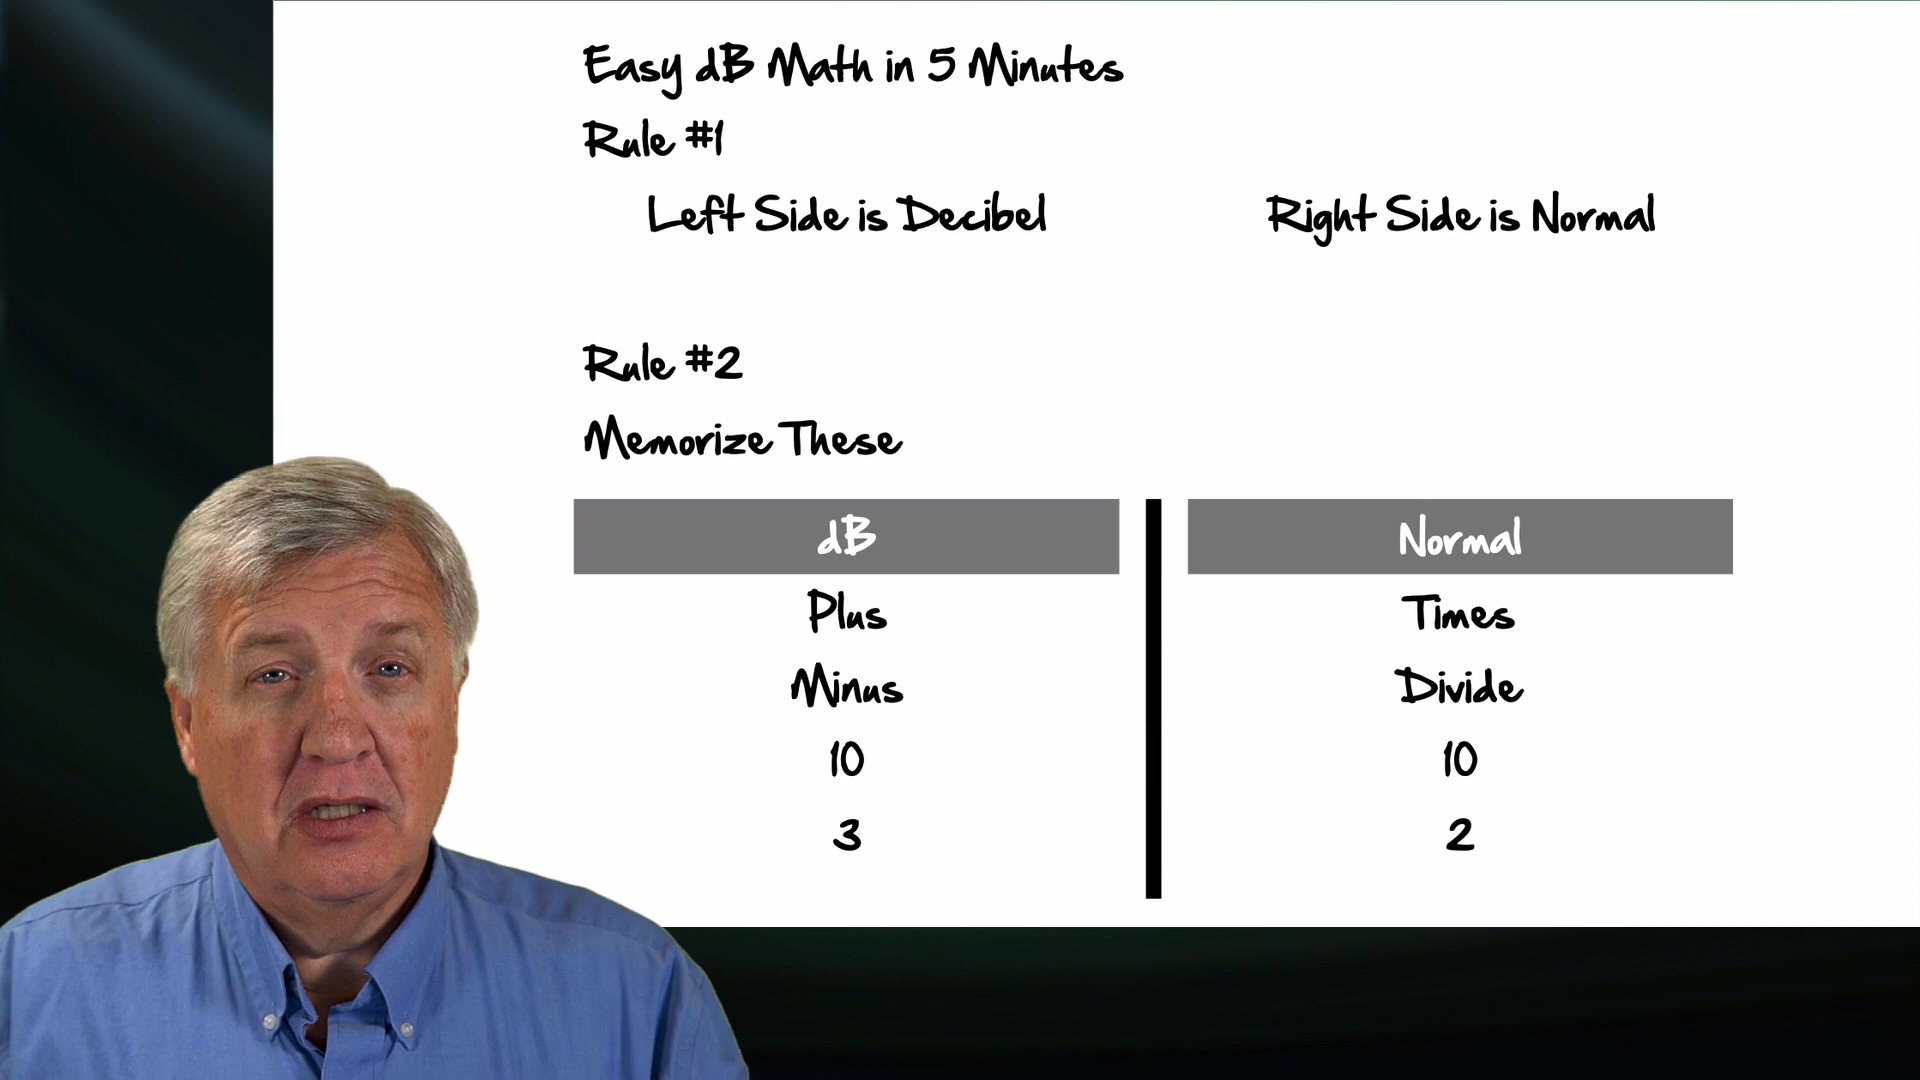 Easy dB Math in 5 Minutes
Rule #1
Left Side is Decibel Right Side is Normal
Rule #2
Memorize These
dB Normal
Plus Times
Minus Divide
10 10
3 2